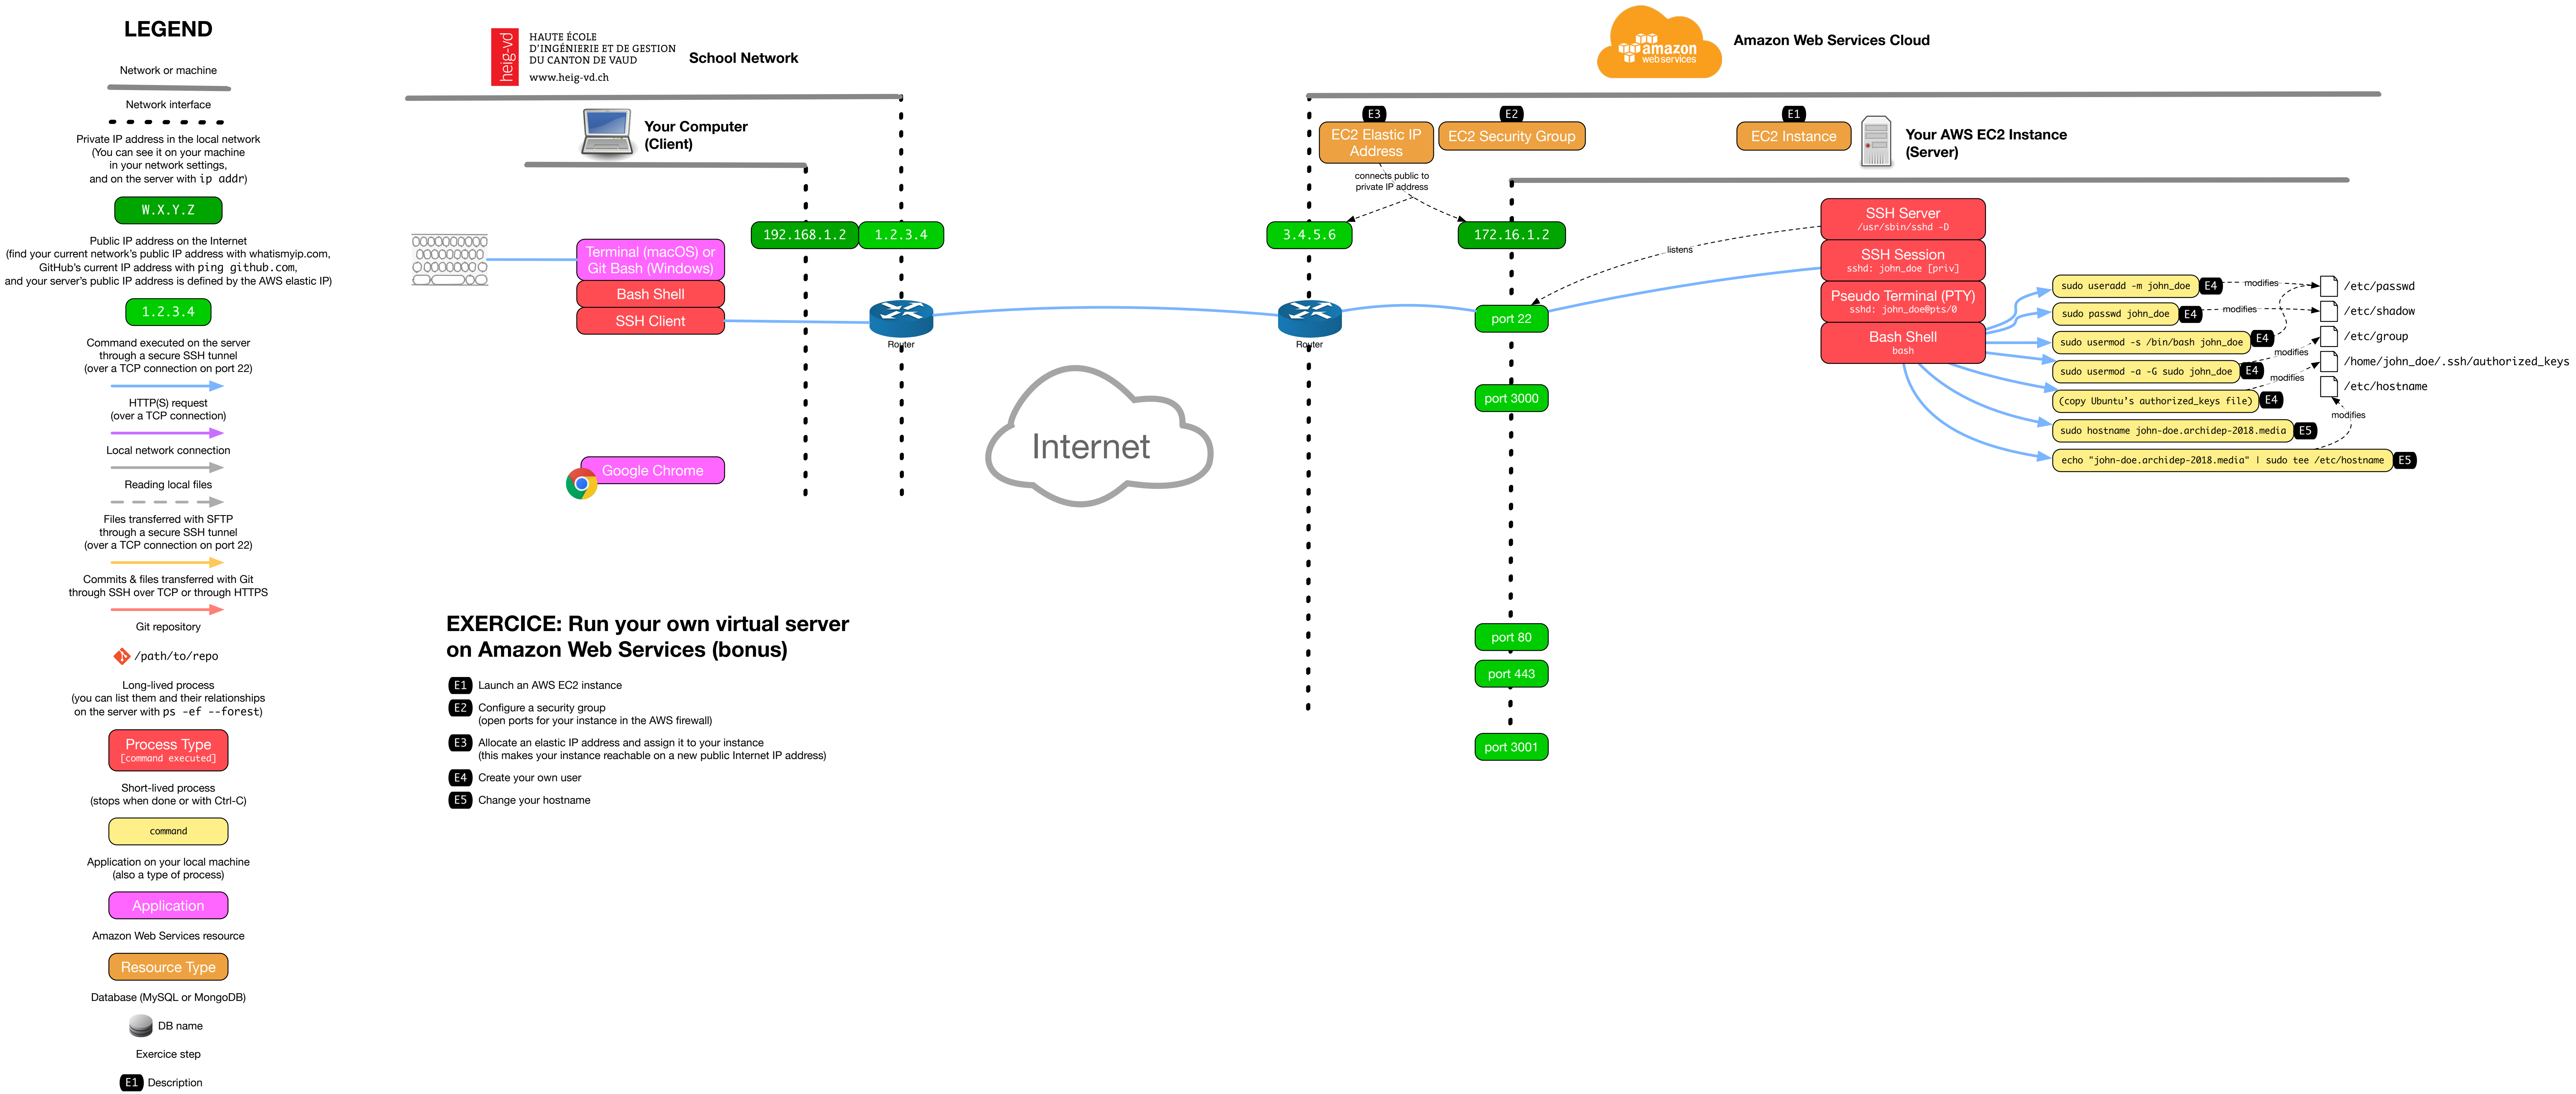 LEGEND
Network or machine
Network interface
Private IP address in the local network
(You can see it on your machine
in your network settings,
and on the server with ip addr)
W.X.Y.Z
Public IP address on the Internet
(find your current network's public IP address with whatismyip.com,
GitHub's current IP address with ping github.com,
and your server's public IP address is defined by the AWS elastic IP)
1.2.3.4
Command executed on the server
through a secure SSH tunnel
(over a TCP connection on port 22)
HTTP(S) request
(over a TCP connection)
Local network connection
Reading local files
Files transferred with SFTP
through a secure SSH tunnel
(over a TCP connection on port 22)
Commits & files transferred with Git
through SSH over TCP or through HTTPS
Git repository
/path/to/repo
Long-lived process
(you can list them and their relationships
on the server with ps -ef --forest)
Process Type
[command executed]
Short-lived process
(stops when done or with Ctrl-C)
command
Application on your local machine
(also a type of process)
Application
Amazon Web Services resource
Resource Type
Database (MySQL or MongoDB)
DB name
Exercice step
E1 Description
heig-vd
HAUTE ÉCOLE
D'INGÉNIERIE ET DE GESTION
DU CANTON DE VAUD
www.heig-vd.ch
School Network
Your Computer
(Client)
192.168.1.2
1.2.3.4
Terminal (macOS) or
Git Bash (Windows)
Bash Shell
SSH Client
Router
Google Chrome
Internet
EXERCICE: Run your own virtual server
on Amazon Web Services (bonus)
E1 Launch an AWS EC2 instance
E2 Configure a security group
(open ports for your instance in the AWS firewall)
E3 Allocate an elastic IP address and assign it to your instance
(this makes your instance reachable on a new public Internet IP address)
E4 Create your own user
E5 Change your hostname
amazon
webservices
Amazon Web Services Cloud
E3
EC2 Elastic IP
Address
E2
EC2 Security Group
E1
EC2 Instance
Your AWS EC2 Instance
(Server)
connects public to
private IP address
3.4.5.6
172.16.1.2
Router
listens
port 22
port 3000
port 80
port 443
port 3001
SSH Server
/usr/sbin/sshd -D
SSH Session
sshd: john_doe [priv]
Pseudo Terminal (PTY)
sshd: john_doe@pts/0
Bash Shell
bash
sudo useradd -m john_doe E4
modifies
/etc/passwd
sudo passwd john_doe E4
modifies
/etc/shadow
sudo usermod -s /bin/bash john_doe E4
/etc/group
modifies
sudo usermod -a -G sudo john_doe E4
/home/john_doe/.ssh/authorized_keys
modifies
/etc/hostname
(copy Ubuntu's authorized_keys file) E4
modifies
sudo hostname john-doe.archidep-2018.media E5
echo "john-doe.archidep-2018.media" | sudo tee /etc/hostname E5